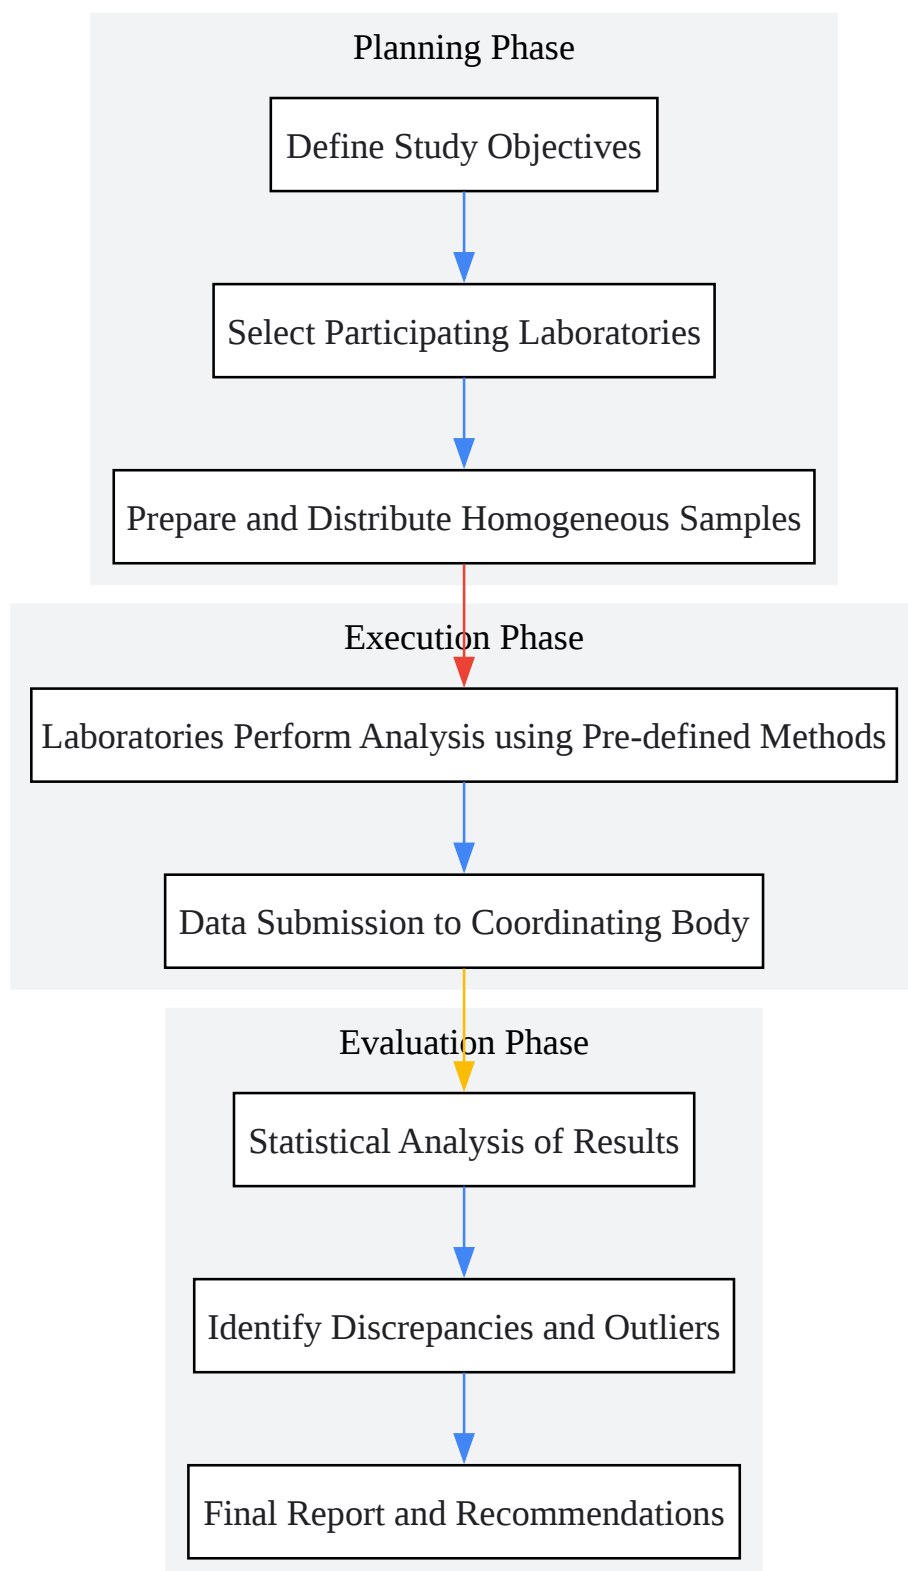 Planning Phase
Define Study Objectives
Select Participating Laboratories
Prepare and Distribute Homogeneous Samples
Execution Phase
Laboratories Perform Analysis using Pre-defined Methods
Data Submission to Coordinating Body
Evaluation Phase
Statistical Analysis of Results
Identify Discrepancies and Outliers
Final Report and Recommendations